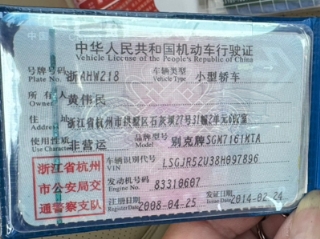 中华人民共和国机动车行驶证
Vehicle License of the People's Republic of China
号牌号码 浙AHW218 车辆类型 小型轿车
Plate No. Vehicle Type
所有人 黄伟民
Owner
住址 浙江省杭州市拱墅区石灰坝27号31幢2单元
Address
使用性质 非营运 品牌型号 别克牌SGM7161MTA
Use Character Model
浙江省杭州 车辆识别代号 LSGJR52U38H097896
VIN
市公安局交 发动机号码 83310607
Engine No.
通警察支队 注册日期 2008-04-25 发证日期 2014-02-24
Register Date Issue Date